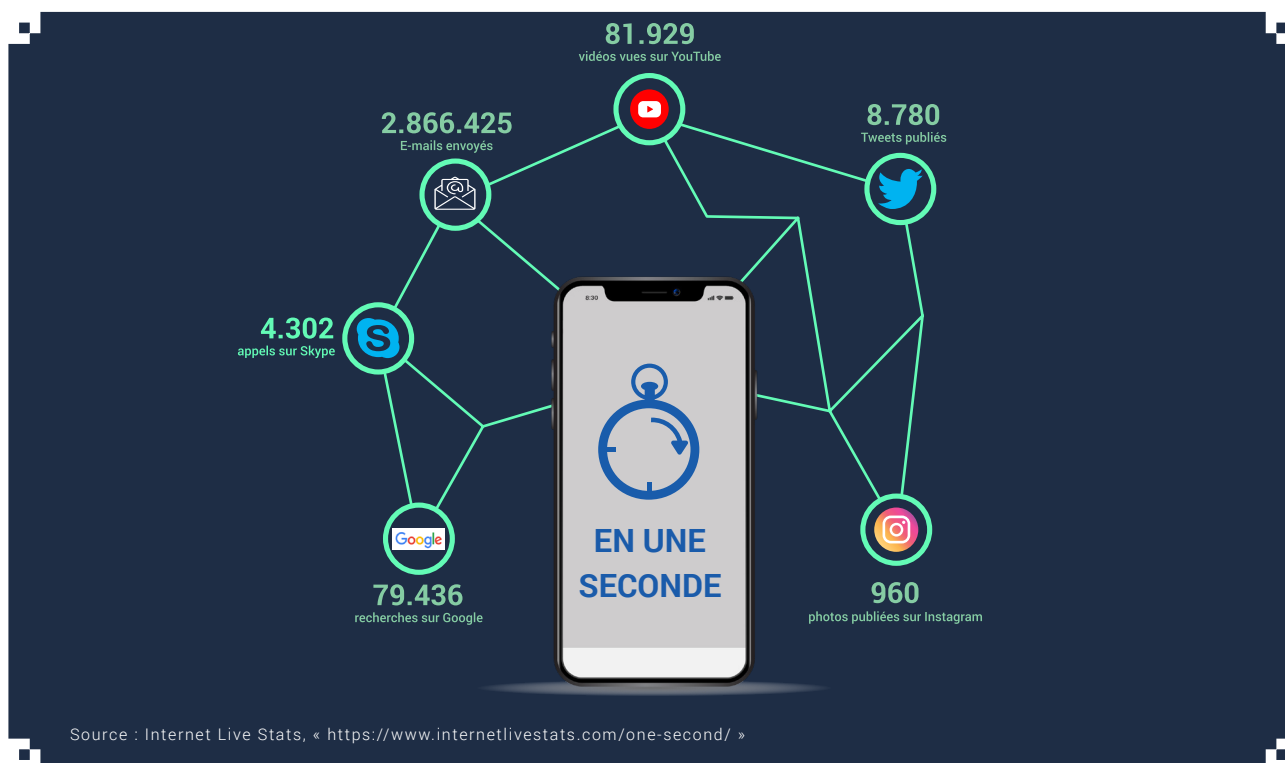 81.929
vidéos vues sur YouTube
2.866.425
E-mails envoyés
8.780
Tweets publiés
4.302
appels sur Skype
8:30
EN UNE
SECONDE
Google
79.436
recherches sur Google
960
photos publiées sur Instagram
Source : Internet Live Stats, « https://www.internetlivestats.com/one-second/ »